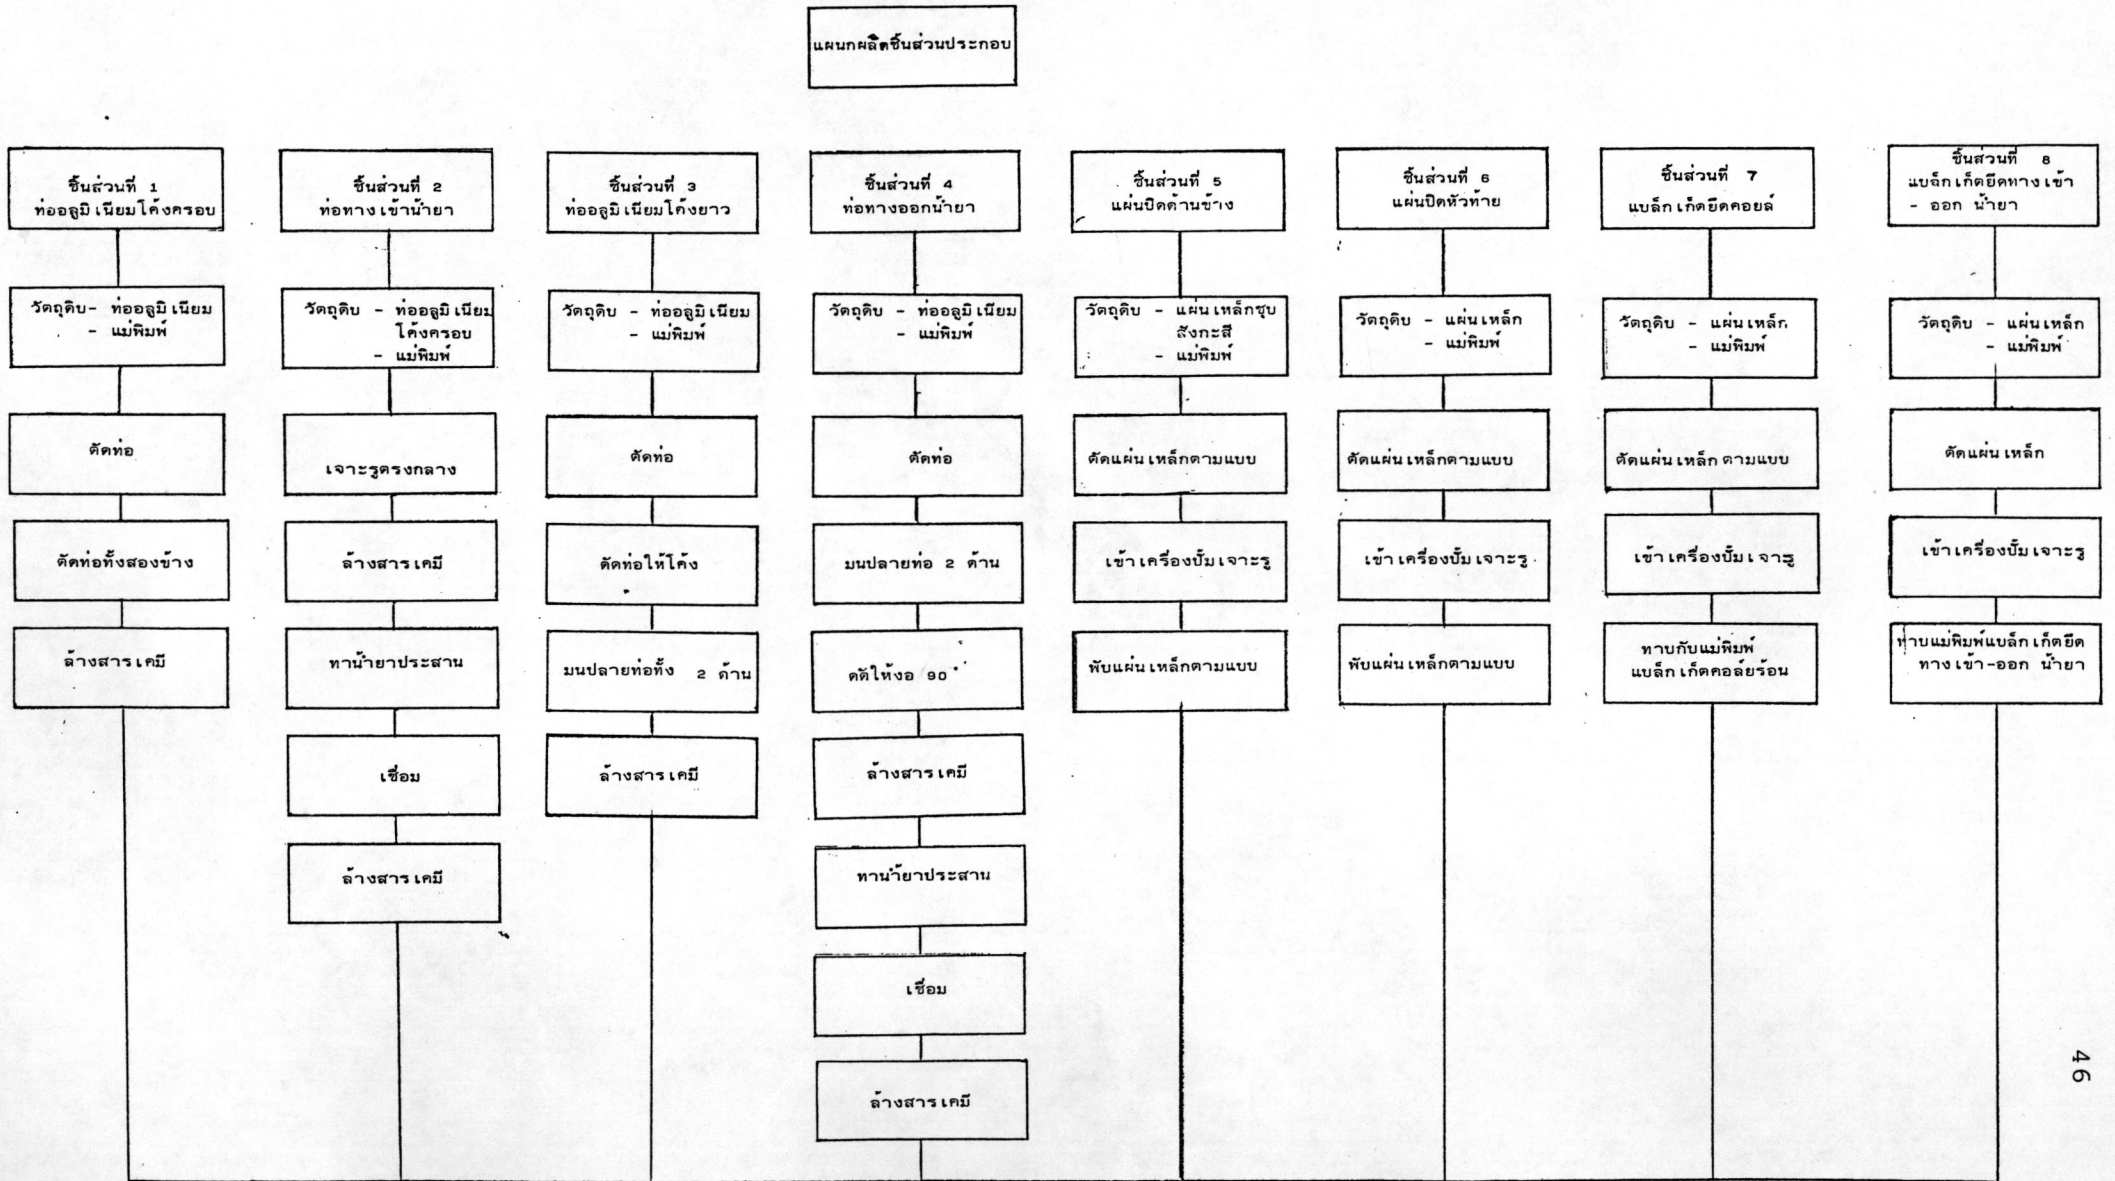 แผนกผลิตชิ้นส่วนประกอบ
ชิ้นส่วนที่ 1
ท่ออลูมิเนียมโค้งครอบ
วัตถุดิบ - ท่ออลูมิเนียม
- แม่พิมพ์
ตัดท่อ
ตัดท่อทั้งสองข้าง
ล้างสารเคมี
ชิ้นส่วนที่ 2
ท่อทางเข้าน้ำยา
วัตถุดิบ - ท่ออลูมิเนียม
โค้งครอบ
- แม่พิมพ์
เจาะรูตรงกลาง
ล้างสารเคมี
ทาน้ำยาประสาน
เชื่อม
ล้างสารเคมี
ชิ้นส่วนที่ 3
ท่ออลูมิเนียมโค้งยาว
วัตถุดิบ - ท่ออลูมิเนียม
- แม่พิมพ์
ตัดท่อ
ดัดท่อให้โค้ง
มนปลายท่อทั้ง 2 ด้าน
ล้างสารเคมี
ชิ้นส่วนที่ 4
ท่อทางออกน้ำยา
วัตถุดิบ - ท่ออลูมิเนียม
- แม่พิมพ์
ตัดท่อ
มนปลายท่อ 2 ด้าน
ดัดให้งอ 90°
ล้างสารเคมี
ทาน้ำยาประสาน
เชื่อม
ล้างสารเคมี
ชิ้นส่วนที่ 5
แผ่นปิดด้านข้าง
วัตถุดิบ - แผ่นเหล็กชุบ
สังกะสี
- แม่พิมพ์
ตัดแผ่นเหล็กตามแบบ
เข้าเครื่องปั๊มเจาะรู
พับแผ่นเหล็กตามแบบ
ชิ้นส่วนที่ 6
แผ่นปิดหัวท้าย
วัตถุดิบ - แผ่นเหล็ก
- แม่พิมพ์
ตัดแผ่นเหล็กตามแบบ
เข้าเครื่องปั๊มเจาะรู
พับแผ่นเหล็กตามแบบ
ชิ้นส่วนที่ 7
แบล็กเก็ตยึดคอยล์
วัตถุดิบ - แผ่นเหล็ก
- แม่พิมพ์
ตัดแผ่นเหล็กตามแบบ
เข้าเครื่องปั๊มเจาะรู
ทาบกับแม่พิมพ์
แบล็กเก็ตคอล์ยร้อน
ชิ้นส่วนที่ 8
แบล็กเก็ตยึดทางเข้า
- ออก น้ำยา
วัตถุดิบ - แผ่นเหล็ก
- แม่พิมพ์
ตัดแผ่นเหล็ก
เข้าเครื่องปั๊มเจาะรู
ทาบแม่พิมพ์แบล็กเก็ตยึด
ทางเข้า-ออก น้ำยา
46